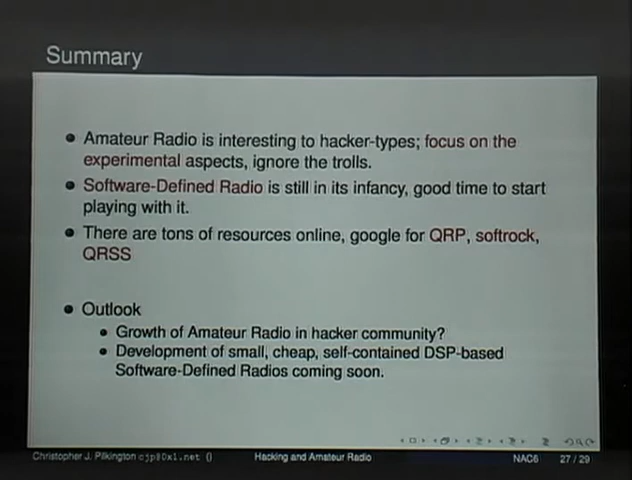 Summary
Amateur Radio is interesting to hacker-types; focus on the
experimental aspects, ignore the trolls.
Software-Defined Radio is still in its infancy, good time to start
playing with it.
There are tons of resources online, google for QRP, softrock,
QRSS
Outlook
Growth of Amateur Radio in hacker community?
Development of small, cheap, self-contained DSP-based
Software-Defined Radios coming soon.
Christopher J. Pilkington cjp@0x1.net () Hacking and Amateur Radio NAC6 27 / 29